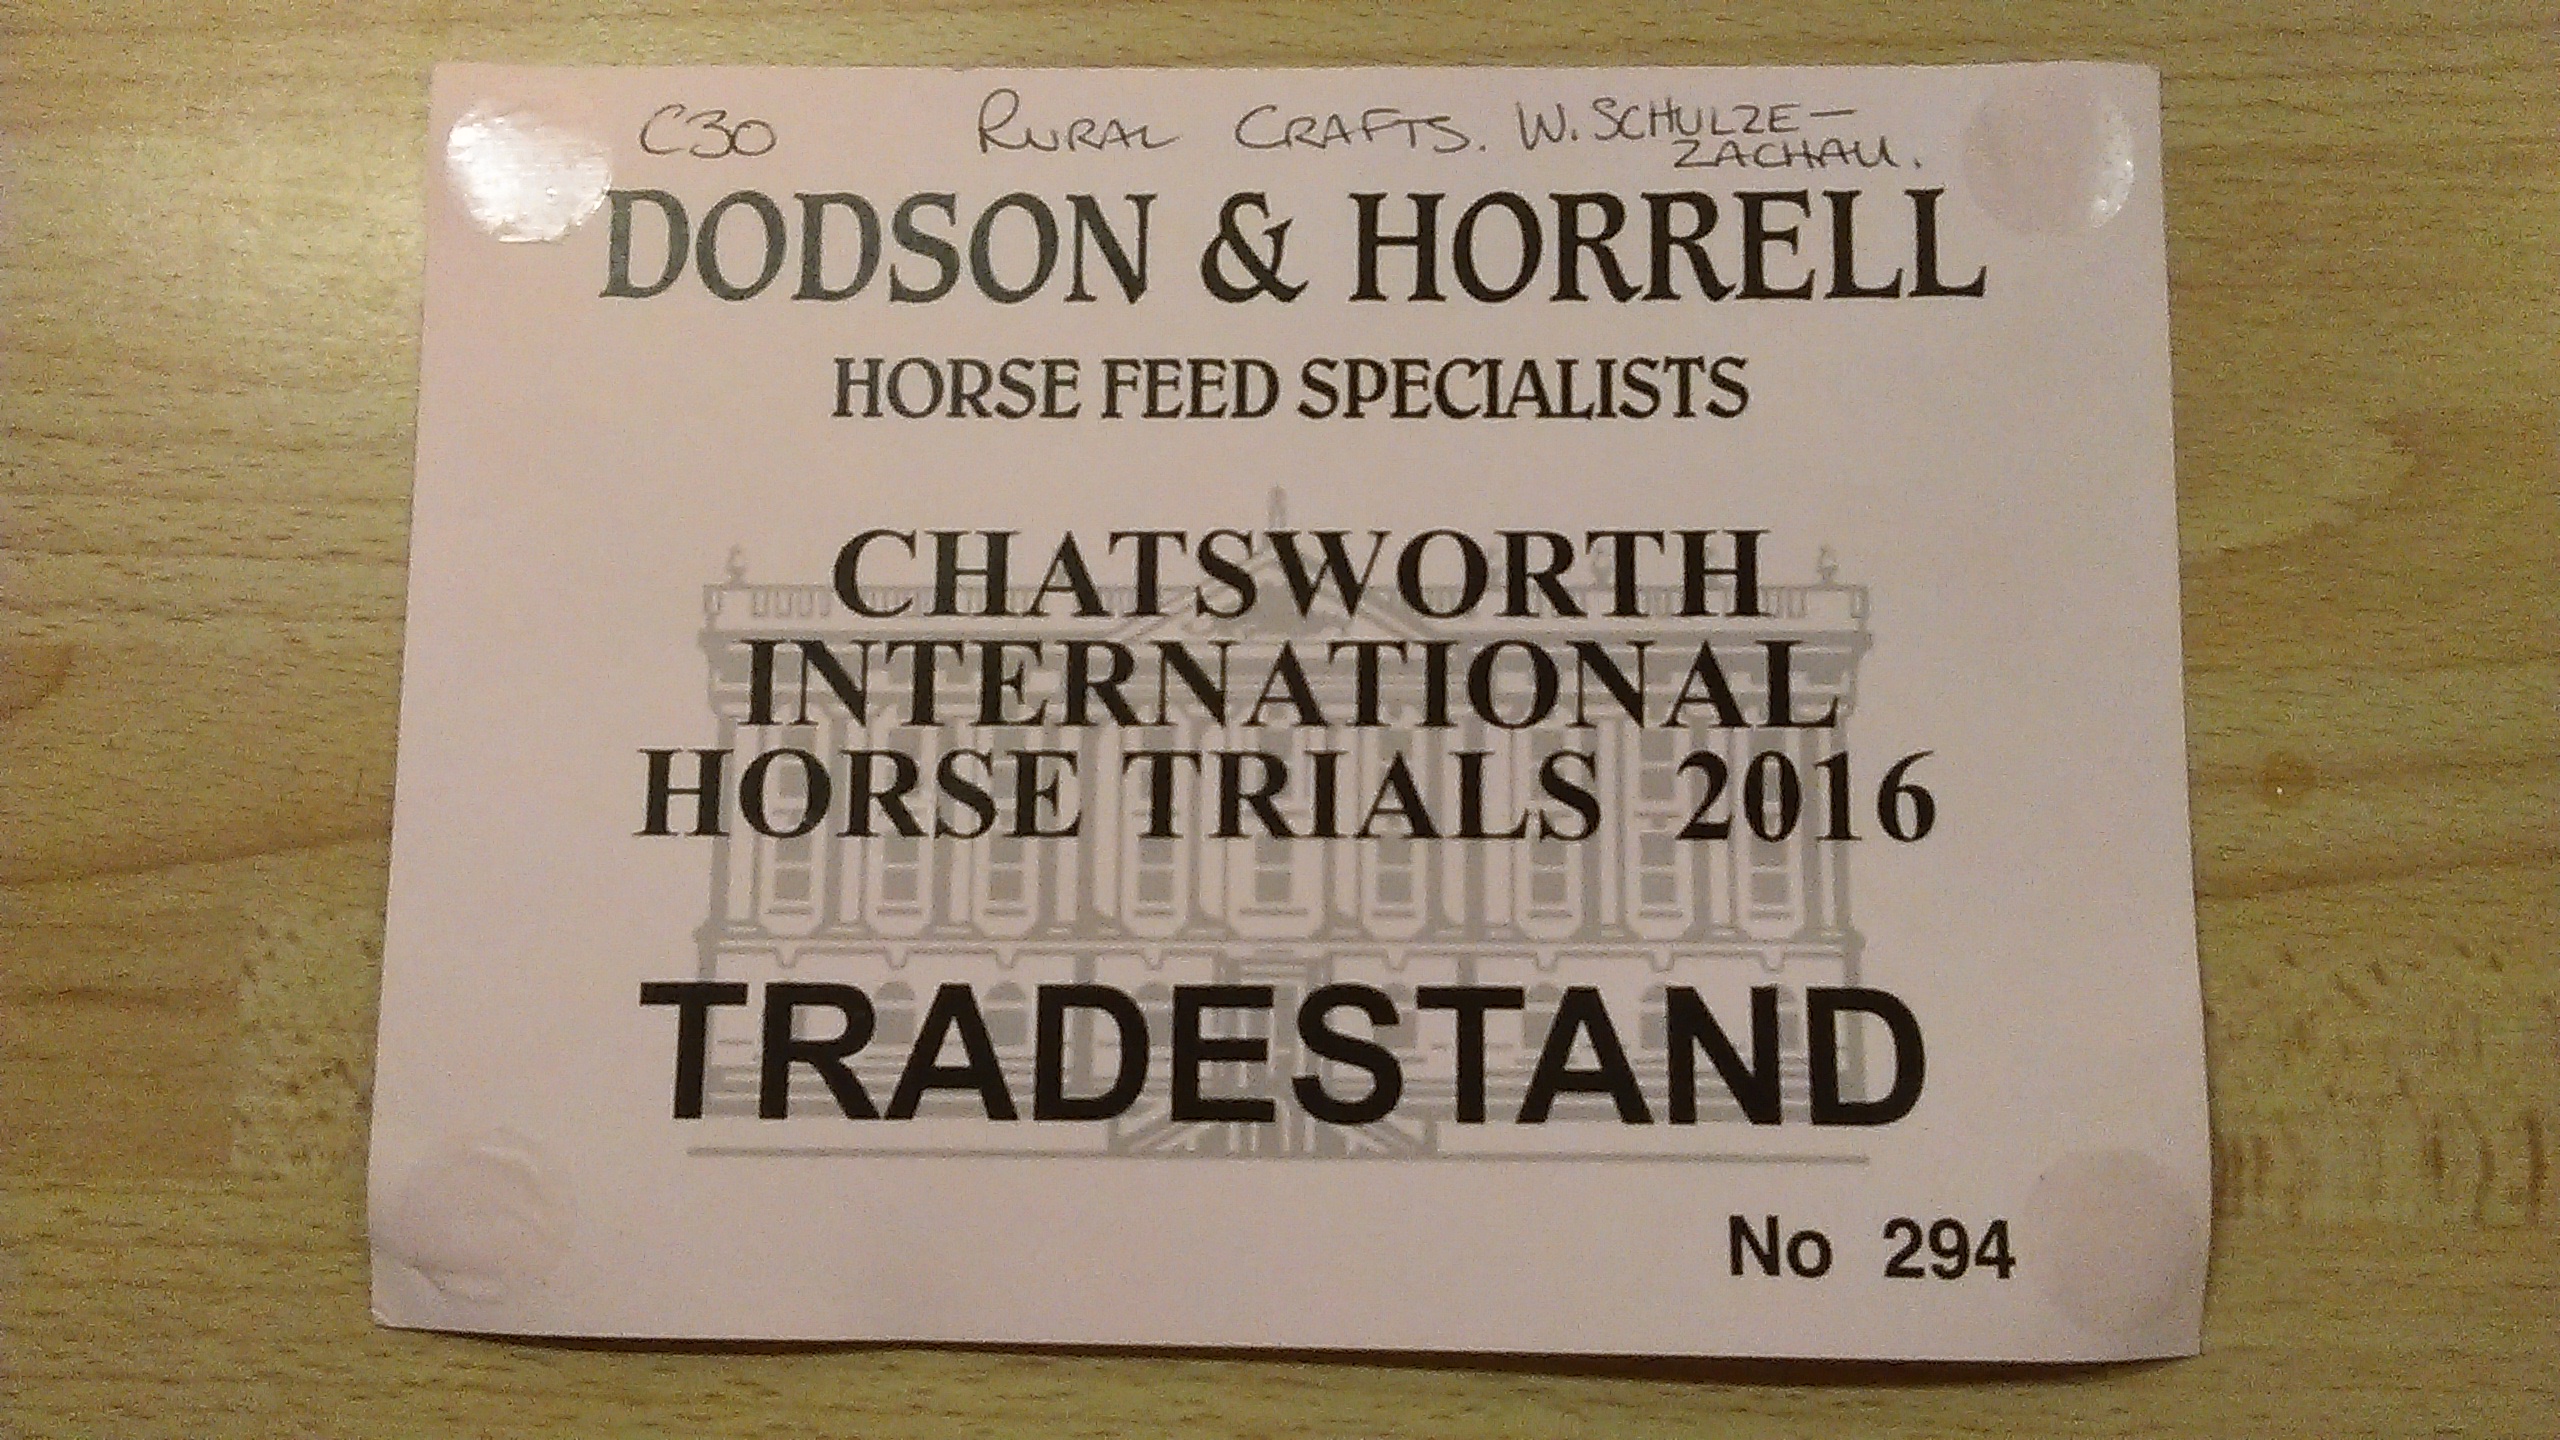 C30 RURAL CRAFTS. W. SCHULZE-
ZACHAU.
DODSON & HORRELL
HORSE FEED SPECIALISTS
CHATSWORTH
INTERNATIONAL
HORSE TRIALS 2016
TRADESTAND
No 294